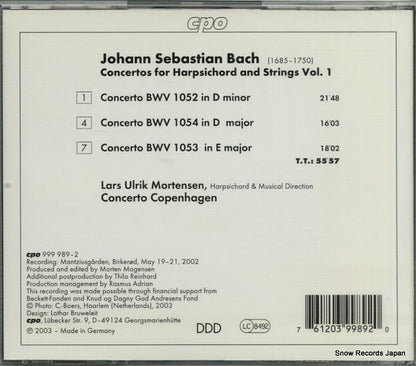 cpo
Johann Sebastian Bach (1685-1750)
Concertos for Harpsichord and Strings Vol. 1
1 Concerto BWV 1052 in D minor 21'48
4 Concerto BWV 1054 in D major 16'03
7 Concerto BWV 1053 in E major 18'02
T.T.: 55'57
Lars Ulrik Mortensen, Harpsichord & Musical Direction
Concerto Copenhagen
cpo 999 989-2
Recording: Mantziusgården, Birkerød, May 19-21, 2002
Produced and edited by Morten Mogensen
Additional postproduction by Thilo Reinhard
Production management by Rasmus Adrian
This recording was made possible through financial support from
Beckett-Fonden and Knud og Dagny Gad Andresens Fond
© Photo: C.-Boers, Haarlem (Netherlands), 2003
Design: Lothar Bruweleit
cpo, Lübecker Str. 9, D-49124 Georgsmarienhütte
℗ 2003 – Made in Germany
DDD
LC 8492
7 61203 99892 0
Snow Records Japan